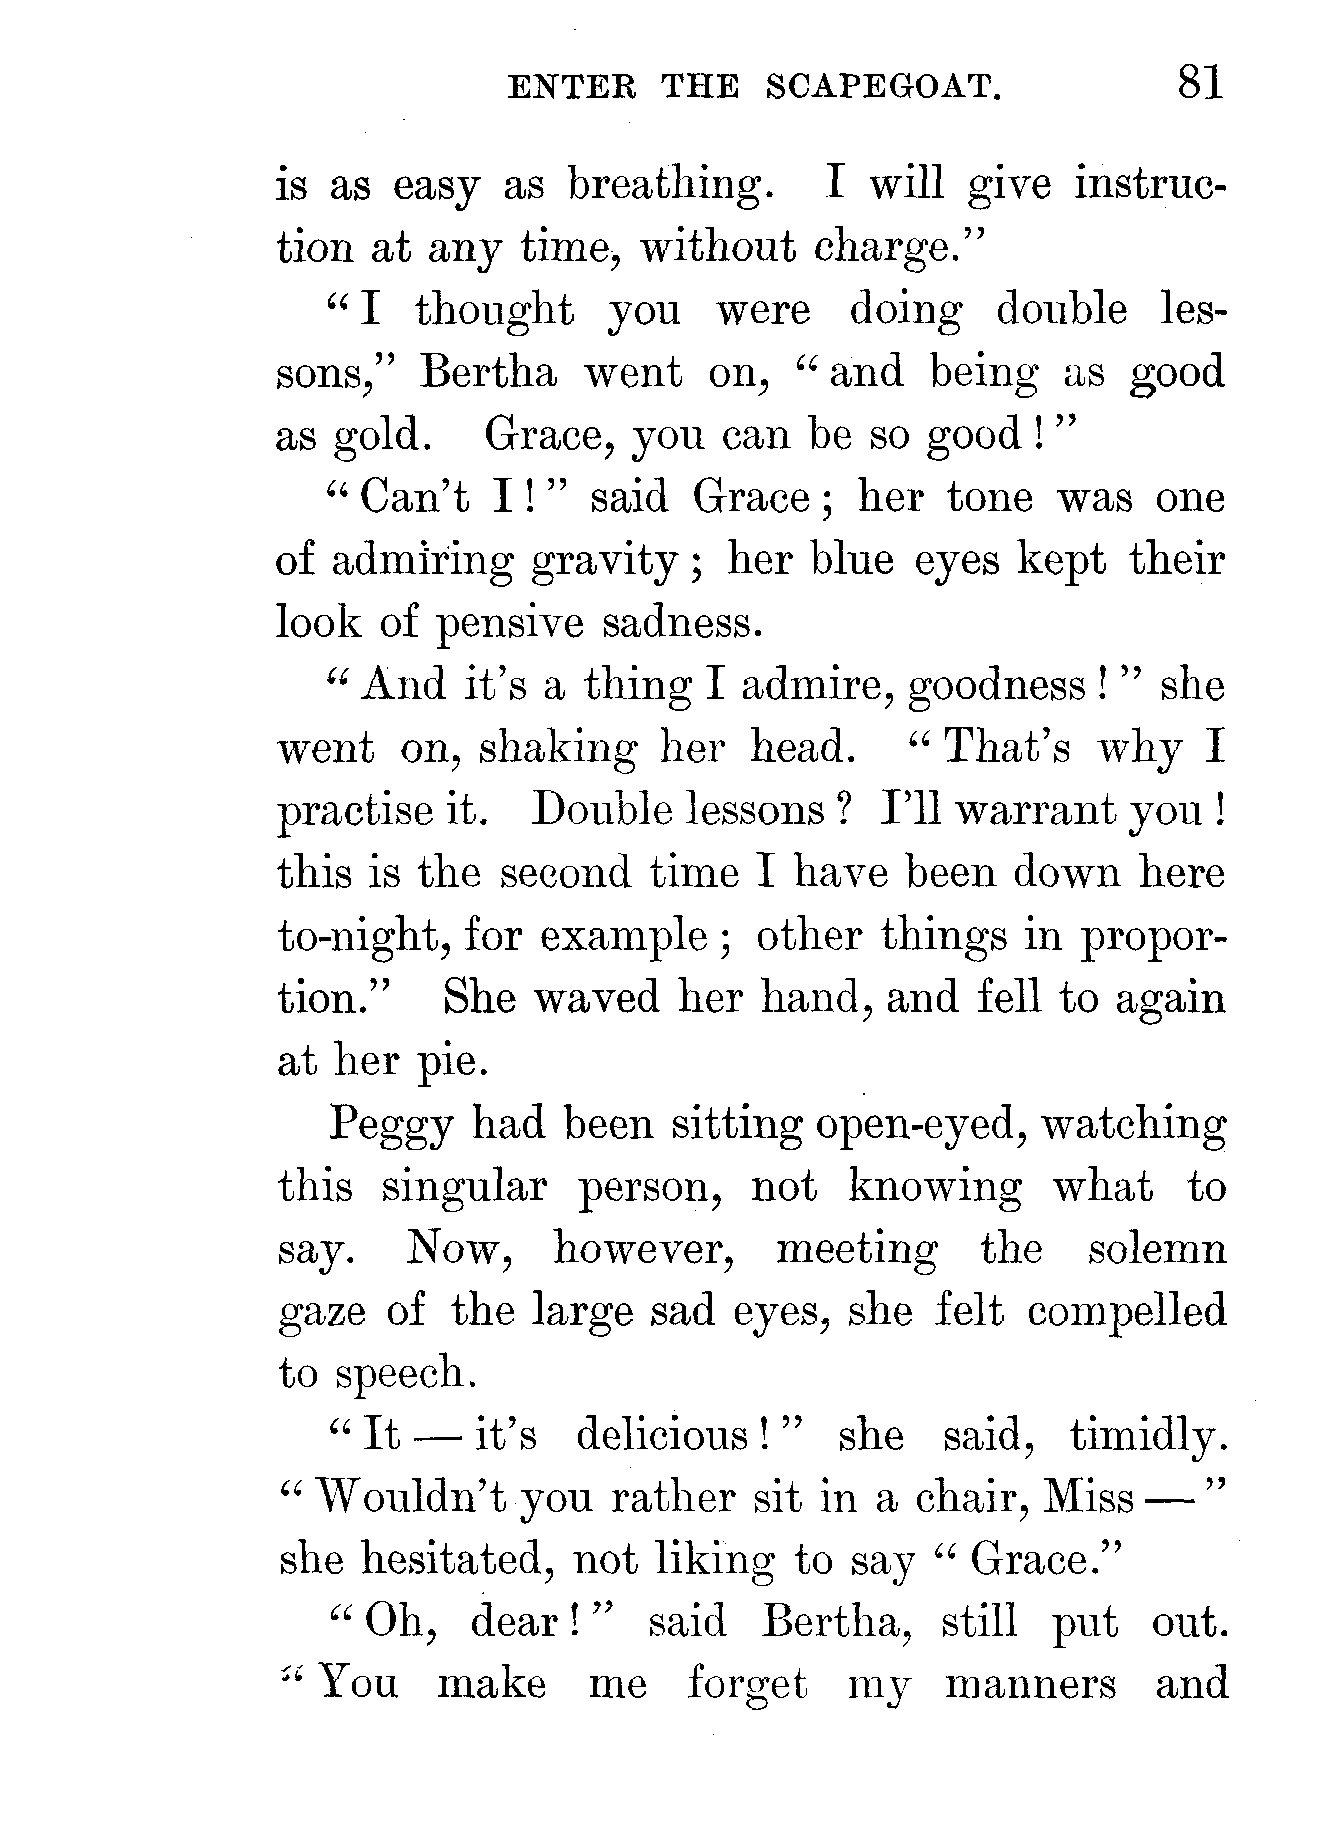 ENTER THE SCAPEGOAT. 81
is as easy as breathing. I will give instruc-
tion at any time, without charge."
"I thought you were doing double les-
sons," Bertha went on, "and being as good
as gold. Grace, you can be so good!"
"Can't I!" said Grace; her tone was one
of admiring gravity; her blue eyes kept their
look of pensive sadness.
"And it's a thing I admire, goodness!" she
went on, shaking her head. "That's why I
practise it. Double lessons? I'll warrant you!
this is the second time I have been down here
to-night, for example; other things in propor-
tion." She waved her hand, and fell to again
at her pie.
Peggy had been sitting open-eyed, watching
this singular person, not knowing what to
say. Now, however, meeting the solemn
gaze of the large sad eyes, she felt compelled
to speech.
"It — it's delicious!" she said, timidly.
"Wouldn't you rather sit in a chair, Miss —"
she hesitated, not liking to say "Grace."
"Oh, dear!" said Bertha, still put out.
"You make me forget my manners and